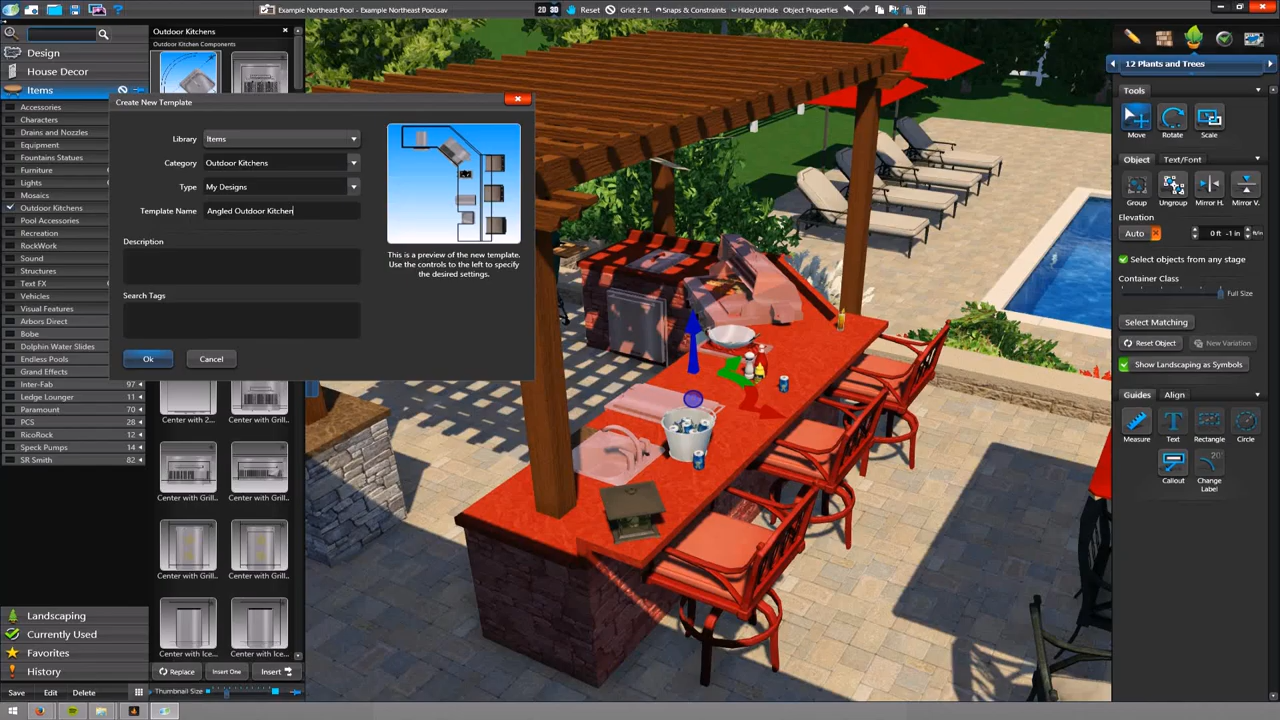 Example Northeast Pool - Example Northeast Pool.sav
2D 3D
Reset
Grid: 2 ft.
Snaps & Constraints
Hide/Unhide
Object Properties
Design
House Decor
Items
Accessories
Characters
Drains and Nozzles
Equipment
Fountains Statues
Furniture
Lights
Mosaics
Outdoor Kitchens
Pool Accessories
Recreation
RockWork
Sound
Structures
Text FX
Vehicles
Visual Features
Arbors Direct
Bobe
Dolphin Water Slides
Endless Pools
Grand Effects
Inter-Fab 97
Ledge Lounger 11
Paramount 70
PCS 28
RicoRock 12
Speck Pumps 4
SR Smith 82
Landscaping
Currently Used
Favorites
History
Save Edit Delete
Outdoor Kitchens
Outdoor Kitchen Components
Center with 2... Center with Grill..
Center with Grill.. Center with Grill..
Center with Grill.. Center with Grill..
Center with Ice... Center with Ice...
Replace Insert One Insert
Thumbnail Size
Create New Template
Library Items
Category Outdoor Kitchens
Type My Designs
Template Name Angled Outdoor Kitchen
Description
Search Tags
Ok Cancel
This is a preview of the new template.
Use the controls to the left to specify
the desired settings.
12 Plants and Trees
Tools
Move Rotate Scale
Object Text/Font
Group Ungroup Mirror H. Mirror V.
Elevation
Auto 0 ft -1 in ft/in
Select objects from any stage
Container Class
Full Size
Select Matching
Reset Object New Variation
Show Landscaping as Symbols
Guides Align
Measure Text Rectangle Circle
20°
Callout Change
Label